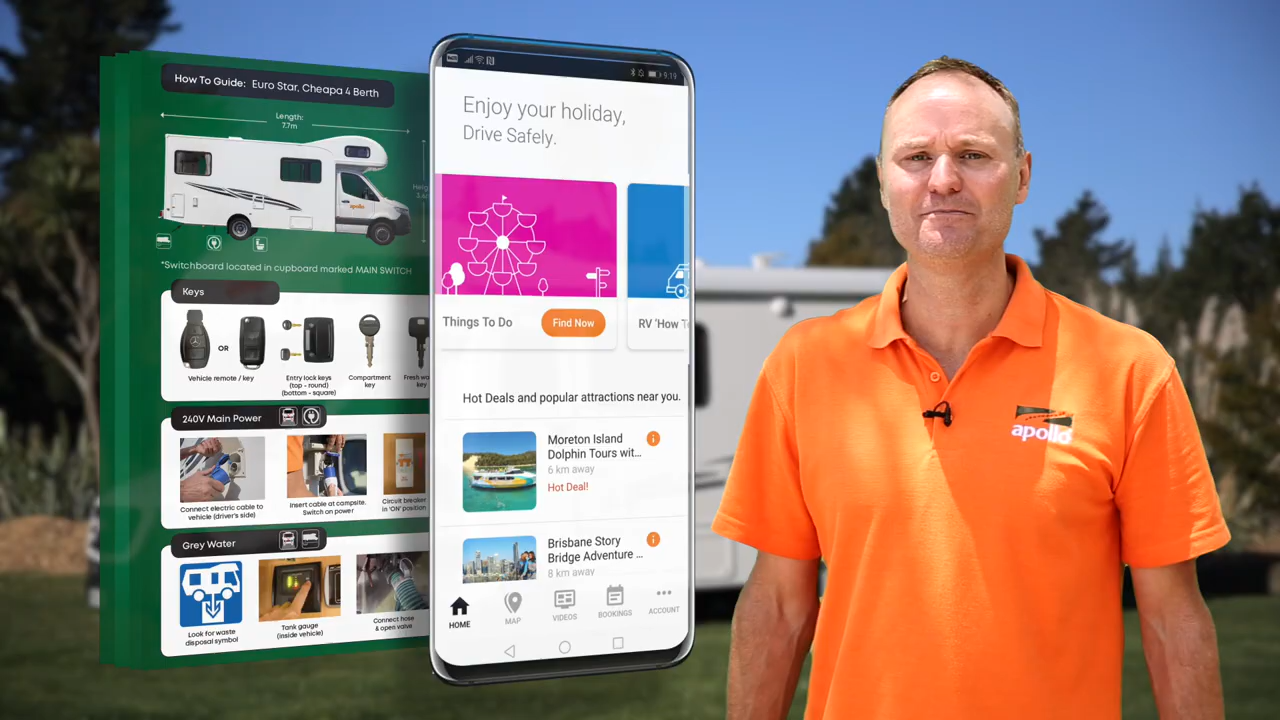 How To Guide: Euro Star, Cheapa 4 Berth
Length:
7.7m
apollo
*Switchboard located in cupboard marked MAIN SWITCH
Keys
OR
Vehicle remote / key
Entry lock keys
(top - round)
(bottom - square)
Compartment
key
240V Main Power
Connect electric cable to
vehicle (driver's side)
Insert cable at campsite.
Switch on power
Circuit breaker
in 'ON' position
Grey Water
Look for waste
disposal symbol
Tank gauge
(inside vehicle)
Connect hose
& open valve
9:19
Enjoy your holiday,
Drive Safely.
Things To Do
Find Now
RV 'How
Hot Deals and popular attractions near you.
Moreton Island
Dolphin Tours wit...
6 km away
Hot Deal!
Brisbane Story
Bridge Adventure ...
8 km away
HOME
MAP
VIDEOS
BOOKINGS
ACCOUNT
apollo